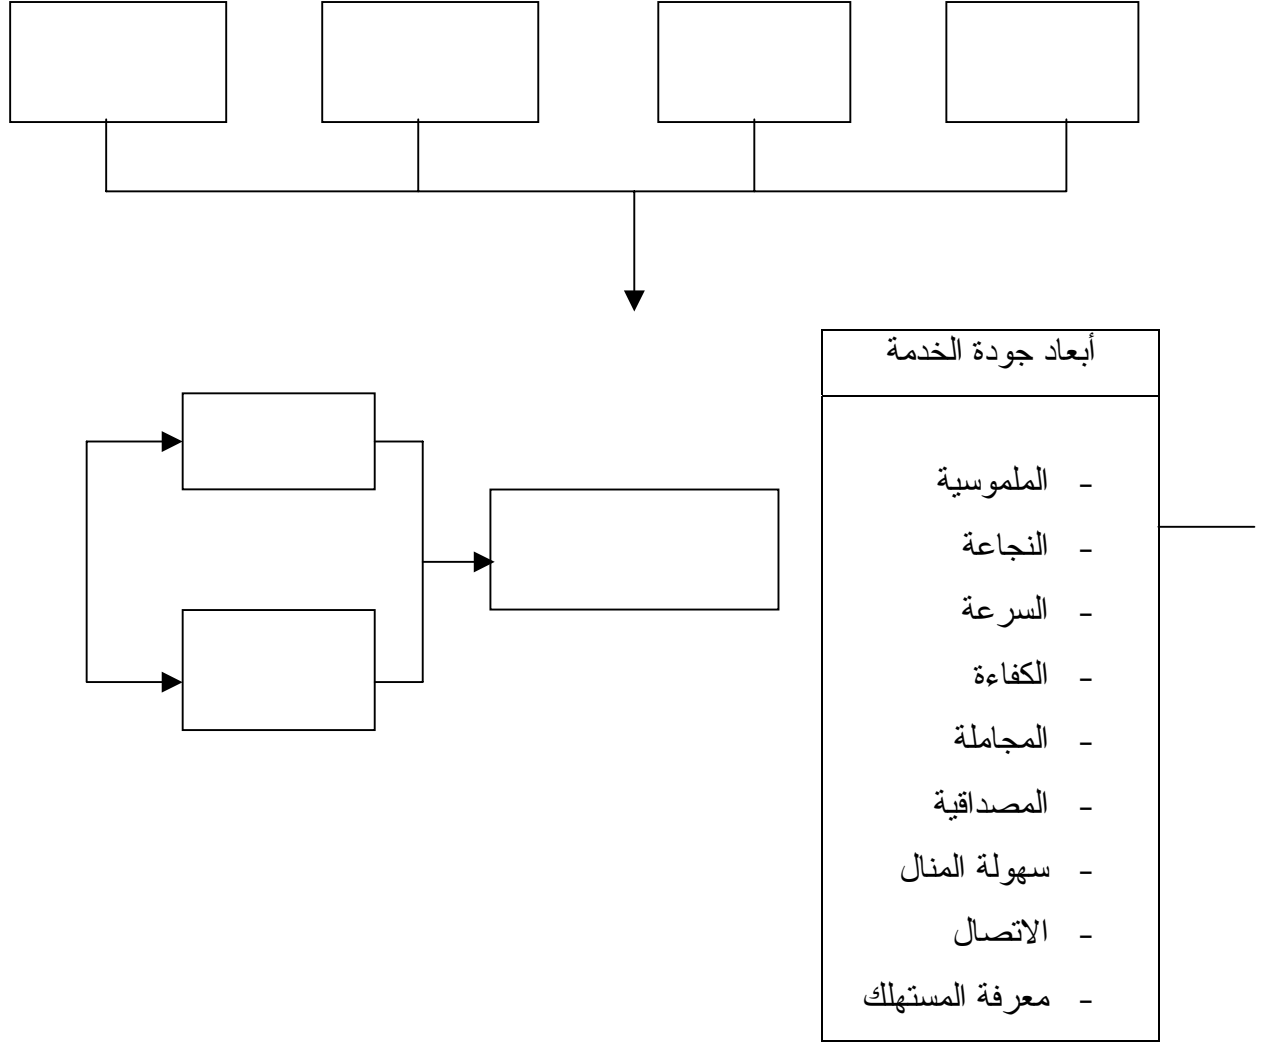 أبعاد جودة الخدمة
- الملموسية
- النجاعة
- السرعة
- الكفاءة
- المجاملة
- المصداقية
- سهولة المنال
- الاتصال
- معرفة المستهلك